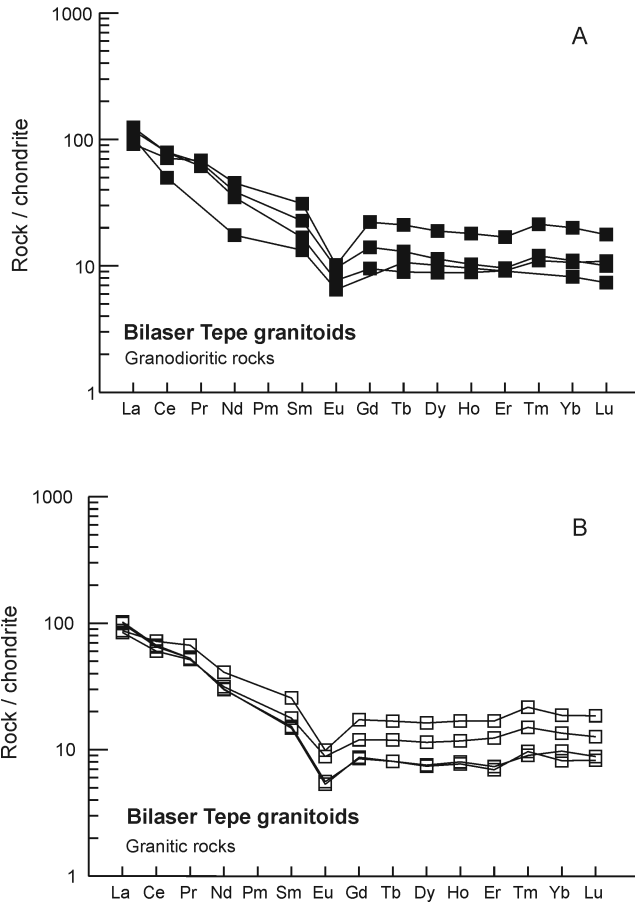 A
1000
100
10
1
Rock / chondrite
Bilaser Tepe granitoids
Granodioritic rocks
La Ce Pr Nd Pm Sm Eu Gd Tb Dy Ho Er Tm Yb Lu
B
1000
100
10
1
Rock / chondrite
Bilaser Tepe granitoids
Granitic rocks
La Ce Pr Nd Pm Sm Eu Gd Tb Dy Ho Er Tm Yb Lu